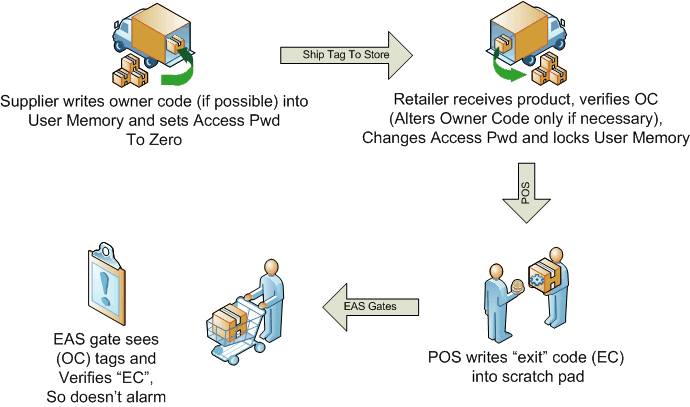 Ship Tag To Store
Supplier writes owner code (if possible) into
User Memory and sets Access Pwd
To Zero
Retailer receives product, verifies OC
(Alters Owner Code only if necessary),
Changes Access Pwd and locks User Memory
POS
EAS Gates
POS writes “exit” code (EC)
into scratch pad
EAS gate sees
(OC) tags and
Verifies “EC”,
So doesn’t alarm